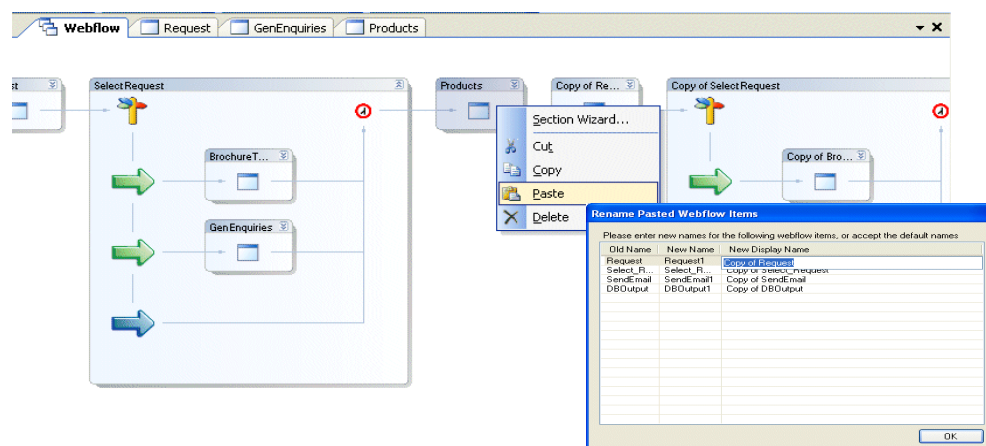 Webflow Request GenEnquiries Products
st SelectRequest Products Copy of Re... Copy of SelectRequest
BrochureT...
GenEnquiries
Copy of Bro...
Section Wizard...
Cut
Copy
Paste
Delete
Rename Pasted Webflow Items
Please enter new names for the following webflow items, or accept the default names
Old Name New Name New Display Name
Request Request1 Copy of Request
Select_R... Select_R... Copy of Select_Request
SendEmail SendEmail1 Copy of SendEmail
DBOutput DBOutput1 Copy of DBOutput
OK